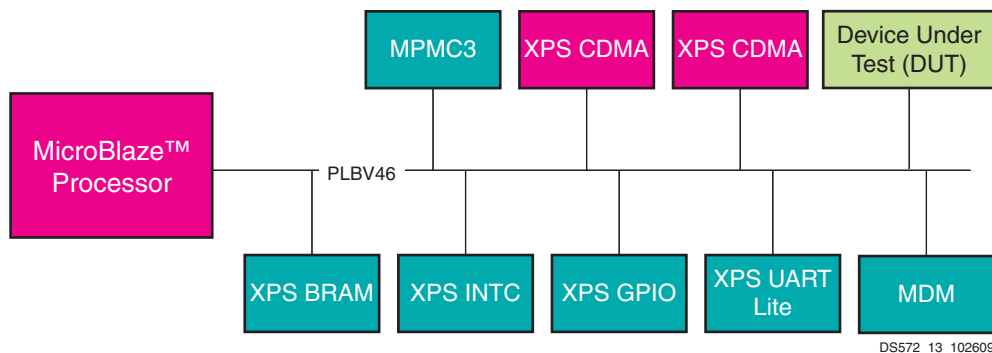 MPMC3
XPS CDMA
XPS CDMA
Device Under
Test (DUT)
MicroBlaze™
Processor
PLBV46
XPS BRAM
XPS INTC
XPS GPIO
XPS UART
Lite
MDM
DS572_13_102609